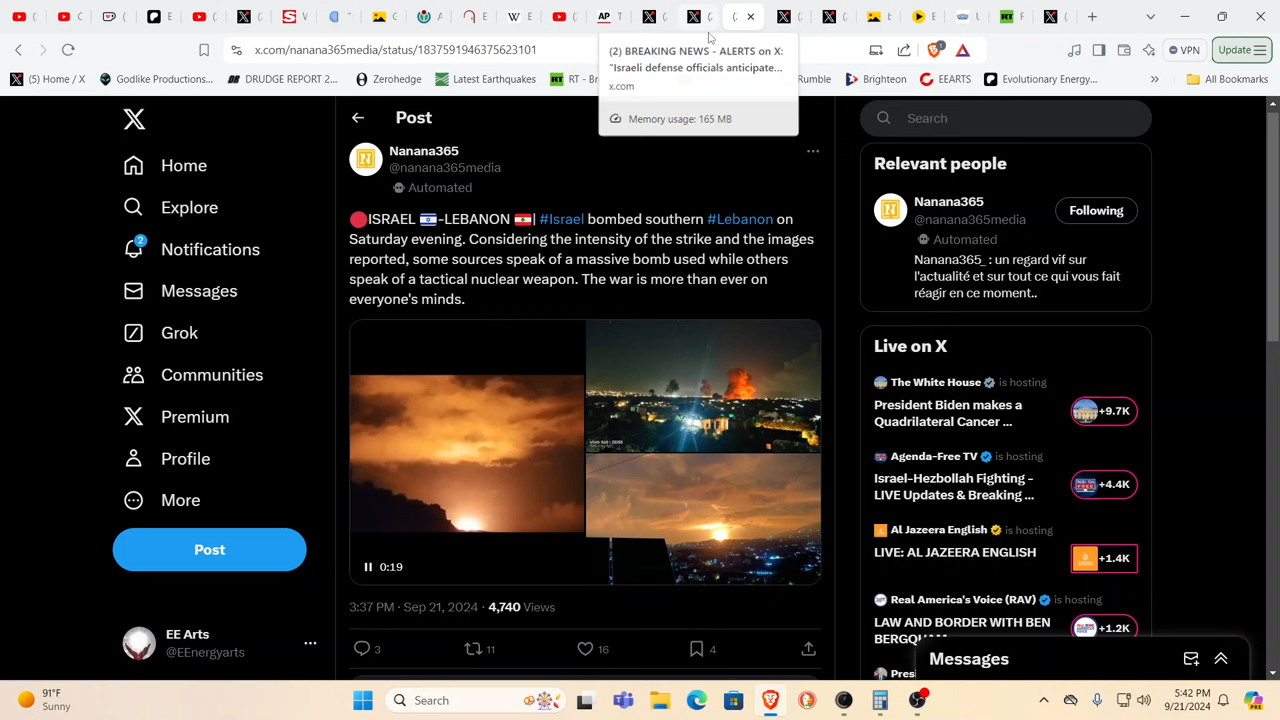 x.com/nanana365media/status/1837591946375623101
VPN
Update
(2) BREAKING NEWS - ALERTS on X:
"Israeli defense officials anticipate...
x.com
Memory usage: 165 MB
(5) Home / X
Godlike Productions...
DRUDGE REPORT 2...
Zerohedge
Latest Earthquakes
RT - B
Rumble
Brighteon
EEARTS
Evolutionary Energy...
All Bookmarks
Home
Explore
2
Notifications
Messages
Grok
Communities
Premium
Profile
More
Post
EE Arts
@EEnergyarts
Post
Nanana365
@nanana365media
Automated
ISRAEL 🇮🇱-LEBANON 🇱🇧| #Israel bombed southern #Lebanon on
Saturday evening. Considering the intensity of the strike and the images
reported, some sources speak of a massive bomb used while others
speak of a tactical nuclear weapon. The war is more than ever on
everyone's minds.
0:19
3:37 PM · Sep 21, 2024 · 4,740 Views
3
11
16
4
Search
Relevant people
Nanana365
@nanana365media
Automated
Following
Nanana365_ : un regard vif sur
l'actualité et sur tout ce qui vous fait
réagir en ce moment..
Live on X
The White House is hosting
President Biden makes a
Quadrilateral Cancer ...
+9.7K
Agenda-Free TV is hosting
Israel-Hezbollah Fighting -
LIVE Updates & Breaking ...
+4.4K
Al Jazeera English is hosting
LIVE: AL JAZEERA ENGLISH
+1.4K
Real America's Voice (RAV) is hosting
LAW AND BORDER WITH BEN
BERGQUAM
+1.2K
Messages
91°F
Sunny
Search
5:42 PM
9/21/2024